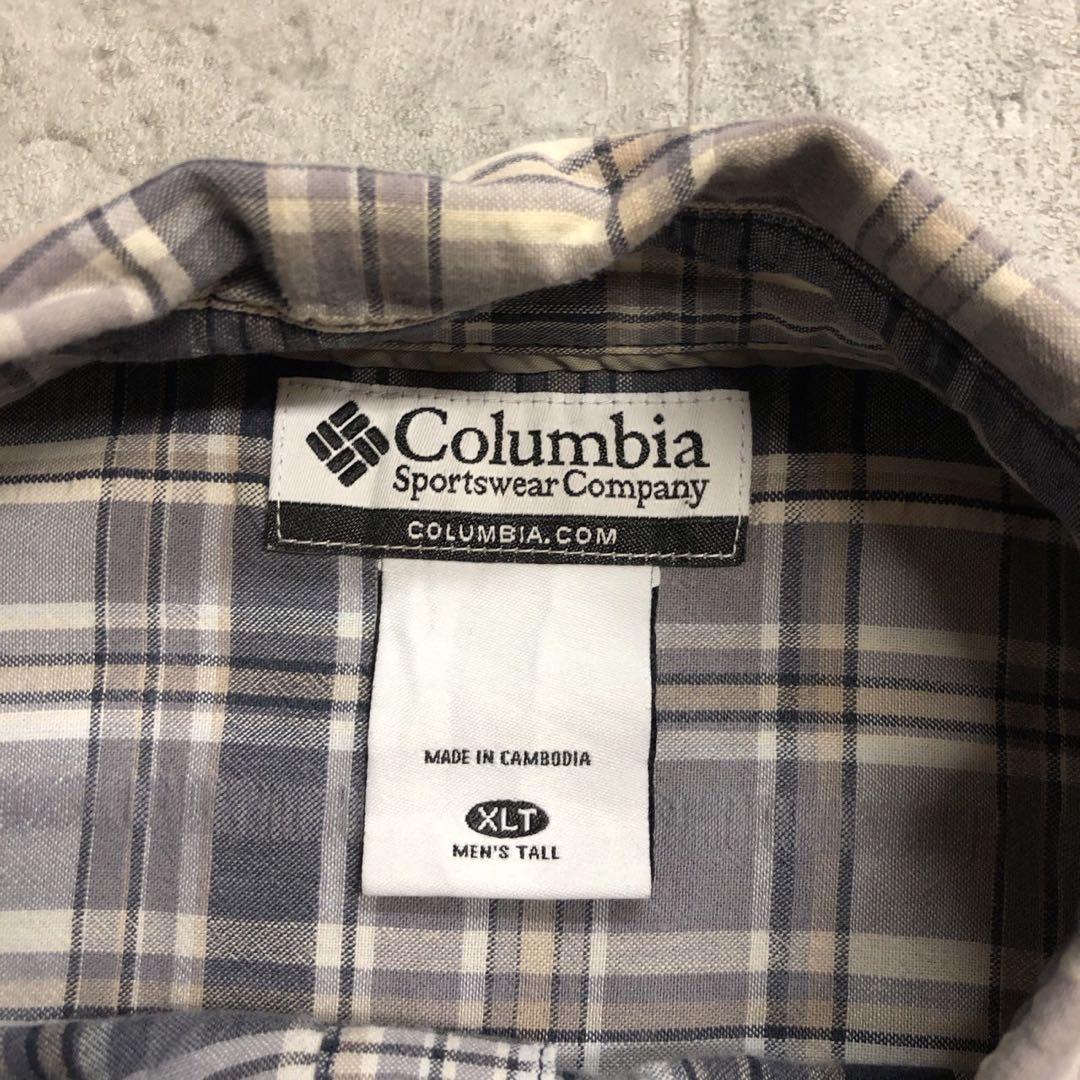 Columbia
Sportswear Company
COLUMBIA.COM
MADE IN CAMBODIA
XLT
MEN'S TALL